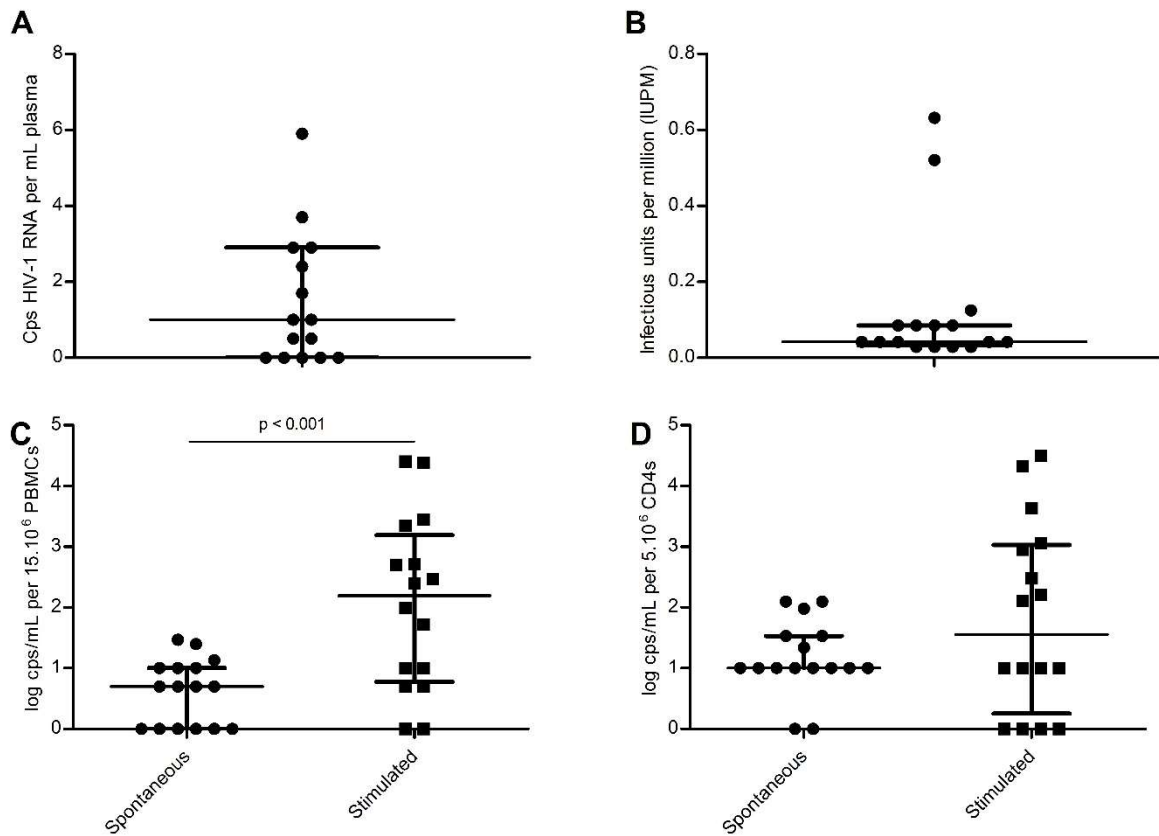 A
Cps HIV-1 RNA per mL plasma
8
6
4
2
0
B
Infectious units per million (IUPM)
0.8
0.6
0.4
0.2
0.0
C
log cps/mL per 15.10⁶ PBMCs
5
4
3
2
1
0
p < 0.001
Spontaneous
Stimulated
D
log cps/mL per 5.10⁶ CD4s
5
4
3
2
1
0
Spontaneous
Stimulated